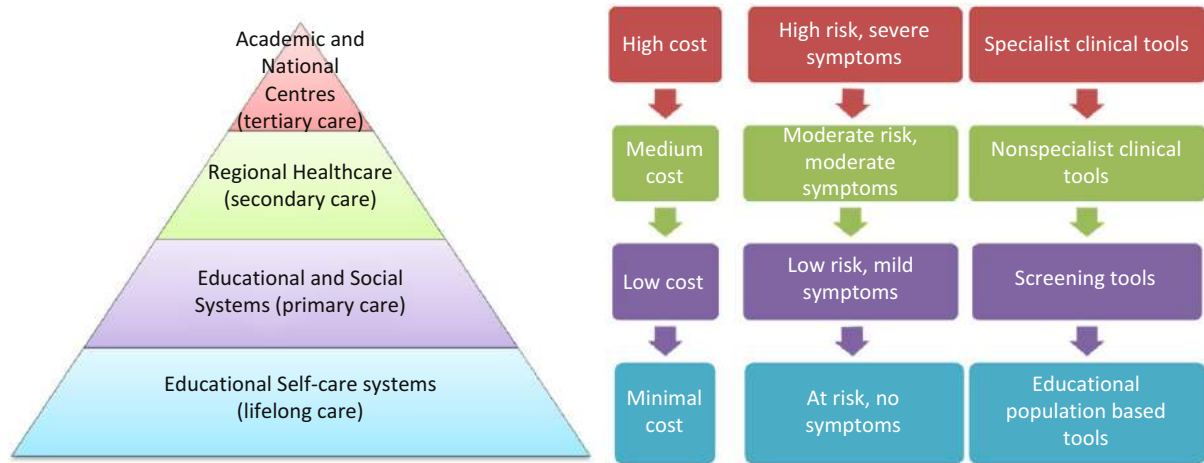 Academic and
National
Centres
(tertiary care)
Regional Healthcare
(secondary care)
Educational and Social
Systems (primary care)
Educational Self-care systems
(lifelong care)
High cost
High risk, severe
symptoms
Specialist clinical tools
Medium
cost
Moderate risk,
moderate
symptoms
Nonspecialist clinical
tools
Low cost
Low risk, mild
symptoms
Screening tools
Minimal
cost
At risk, no
symptoms
Educational
population based
tools